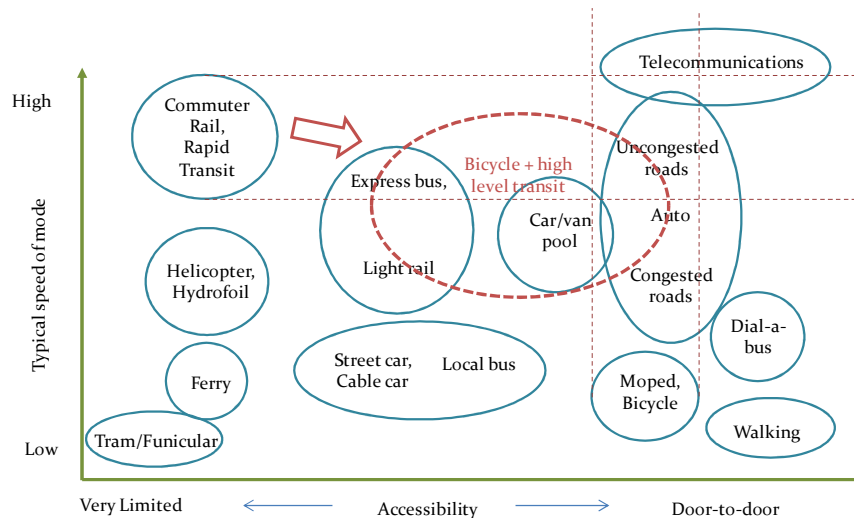 Telecommunications
High
Commuter
Rail,
Rapid
Transit
Uncongested
roads
Bicycle + high
level transit
Express bus,
Auto
Car/van
pool
Light rail
Helicopter,
Hydrofoil
Congested
roads
Typical speed of mode
Dial-a-
bus
Street car,
Cable car
Local bus
Ferry
Moped,
Bicycle
Tram/Funicular
Walking
Low
Very Limited
Accessibility
Door-to-door